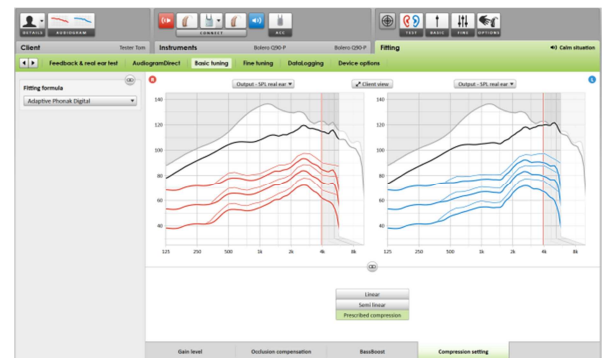 DETAILS AUDIOGRAM CONNECT ACC TEST BASIC FINE OPTIONS
Client Tester Tom Instruments Bolero Q90-P Bolero Q90-P Fitting Calm situation
Feedback & real ear test AudiogramDirect Basic tuning Fine tuning DataLogging Device options
Fitting formula
Adaptive Phonak Digital
R Output - SPL real ear Client view Output - SPL real ear L
140 140
120 120
100 100
80 80
60 60
40 40
125 250 500 1k 2k 4k 8k 125 250 500 1k 2k 4k 8k
Linear
Semi linear
Prescribed compression
Gain level Occlusion compensation BassBoost Compression setting